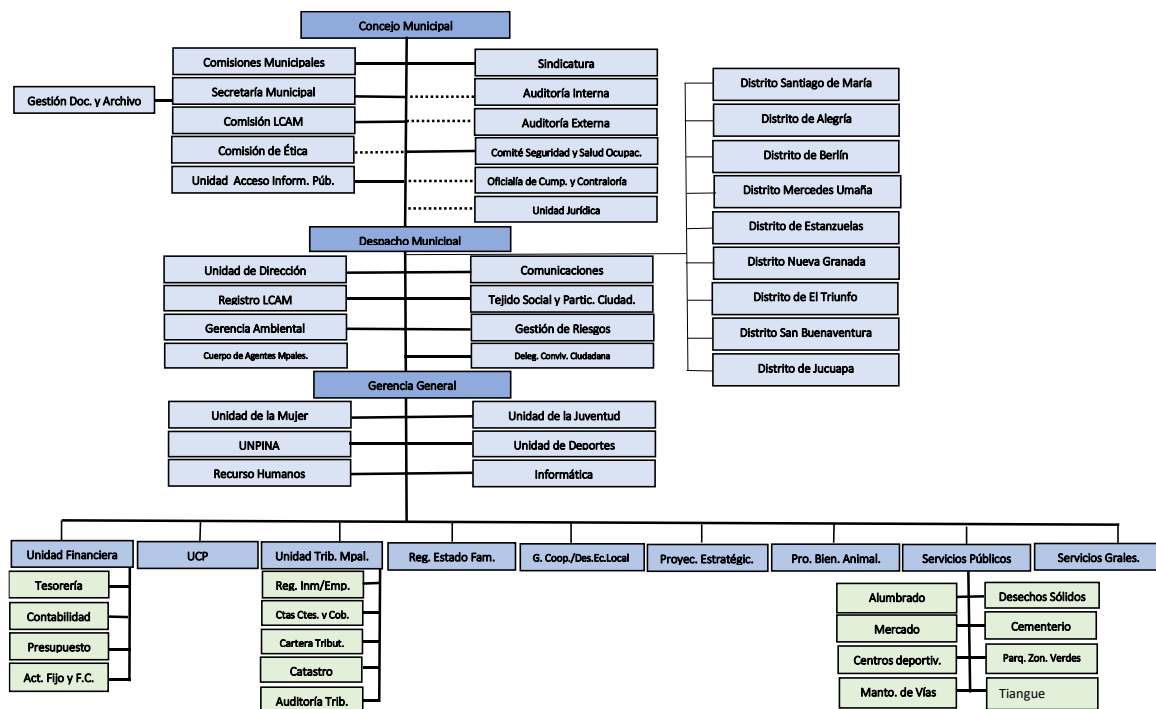 Concejo Municipal
Comisiones Municipales
Sindicatura
Secretaría Municipal
Auditoría Interna
Gestión Doc. y Archivo
Comisión LCAM
Auditoría Externa
Comisión de Ética
Comité Seguridad y Salud Ocupac.
Unidad Acceso Inform. Púb.
Oficialía de Cump. y Contraloría
Unidad Jurídica
Distrito Santiago de María
Distrito de Alegría
Distrito de Berlín
Distrito Mercedes Umaña
Distrito de Estanzuelas
Distrito Nueva Granada
Distrito de El Triunfo
Distrito San Buenaventura
Distrito de Jucuapa
Despacho Municipal
Unidad de Dirección
Comunicaciones
Registro LCAM
Tejido Social y Partic. Ciudad.
Gerencia Ambiental
Gestión de Riesgos
Cuerpo de Agentes Mpales.
Deleg. Conviv. Ciudadana
Gerencia General
Unidad de la Mujer
Unidad de la Juventud
UNPINA
Unidad de Deportes
Recurso Humanos
Informática
Unidad Financiera
UCP
Unidad Trib. Mpal.
Reg. Estado Fam.
G. Coop./Des.Ec.Local
Proyec. Estratégic.
Pro. Bien. Animal.
Servicios Públicos
Servicios Grales.
Tesorería
Contabilidad
Presupuesto
Act. Fijo y F.C.
Reg. Inm/Emp.
Ctas Ctes. y Cob.
Cartera Tribut.
Catastro
Auditoría Trib.
Alumbrado
Desechos Sólidos
Mercado
Cementerio
Centros deportiv.
Parq. Zon. Verdes
Manto. de Vías
Tiangue